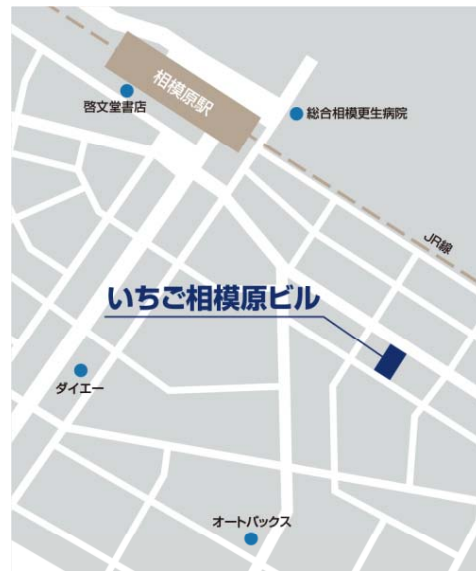 相模原駅
啓文堂書店
総合相模更生病院
JR線
いちご相模原ビル
ダイエー
オートバックス